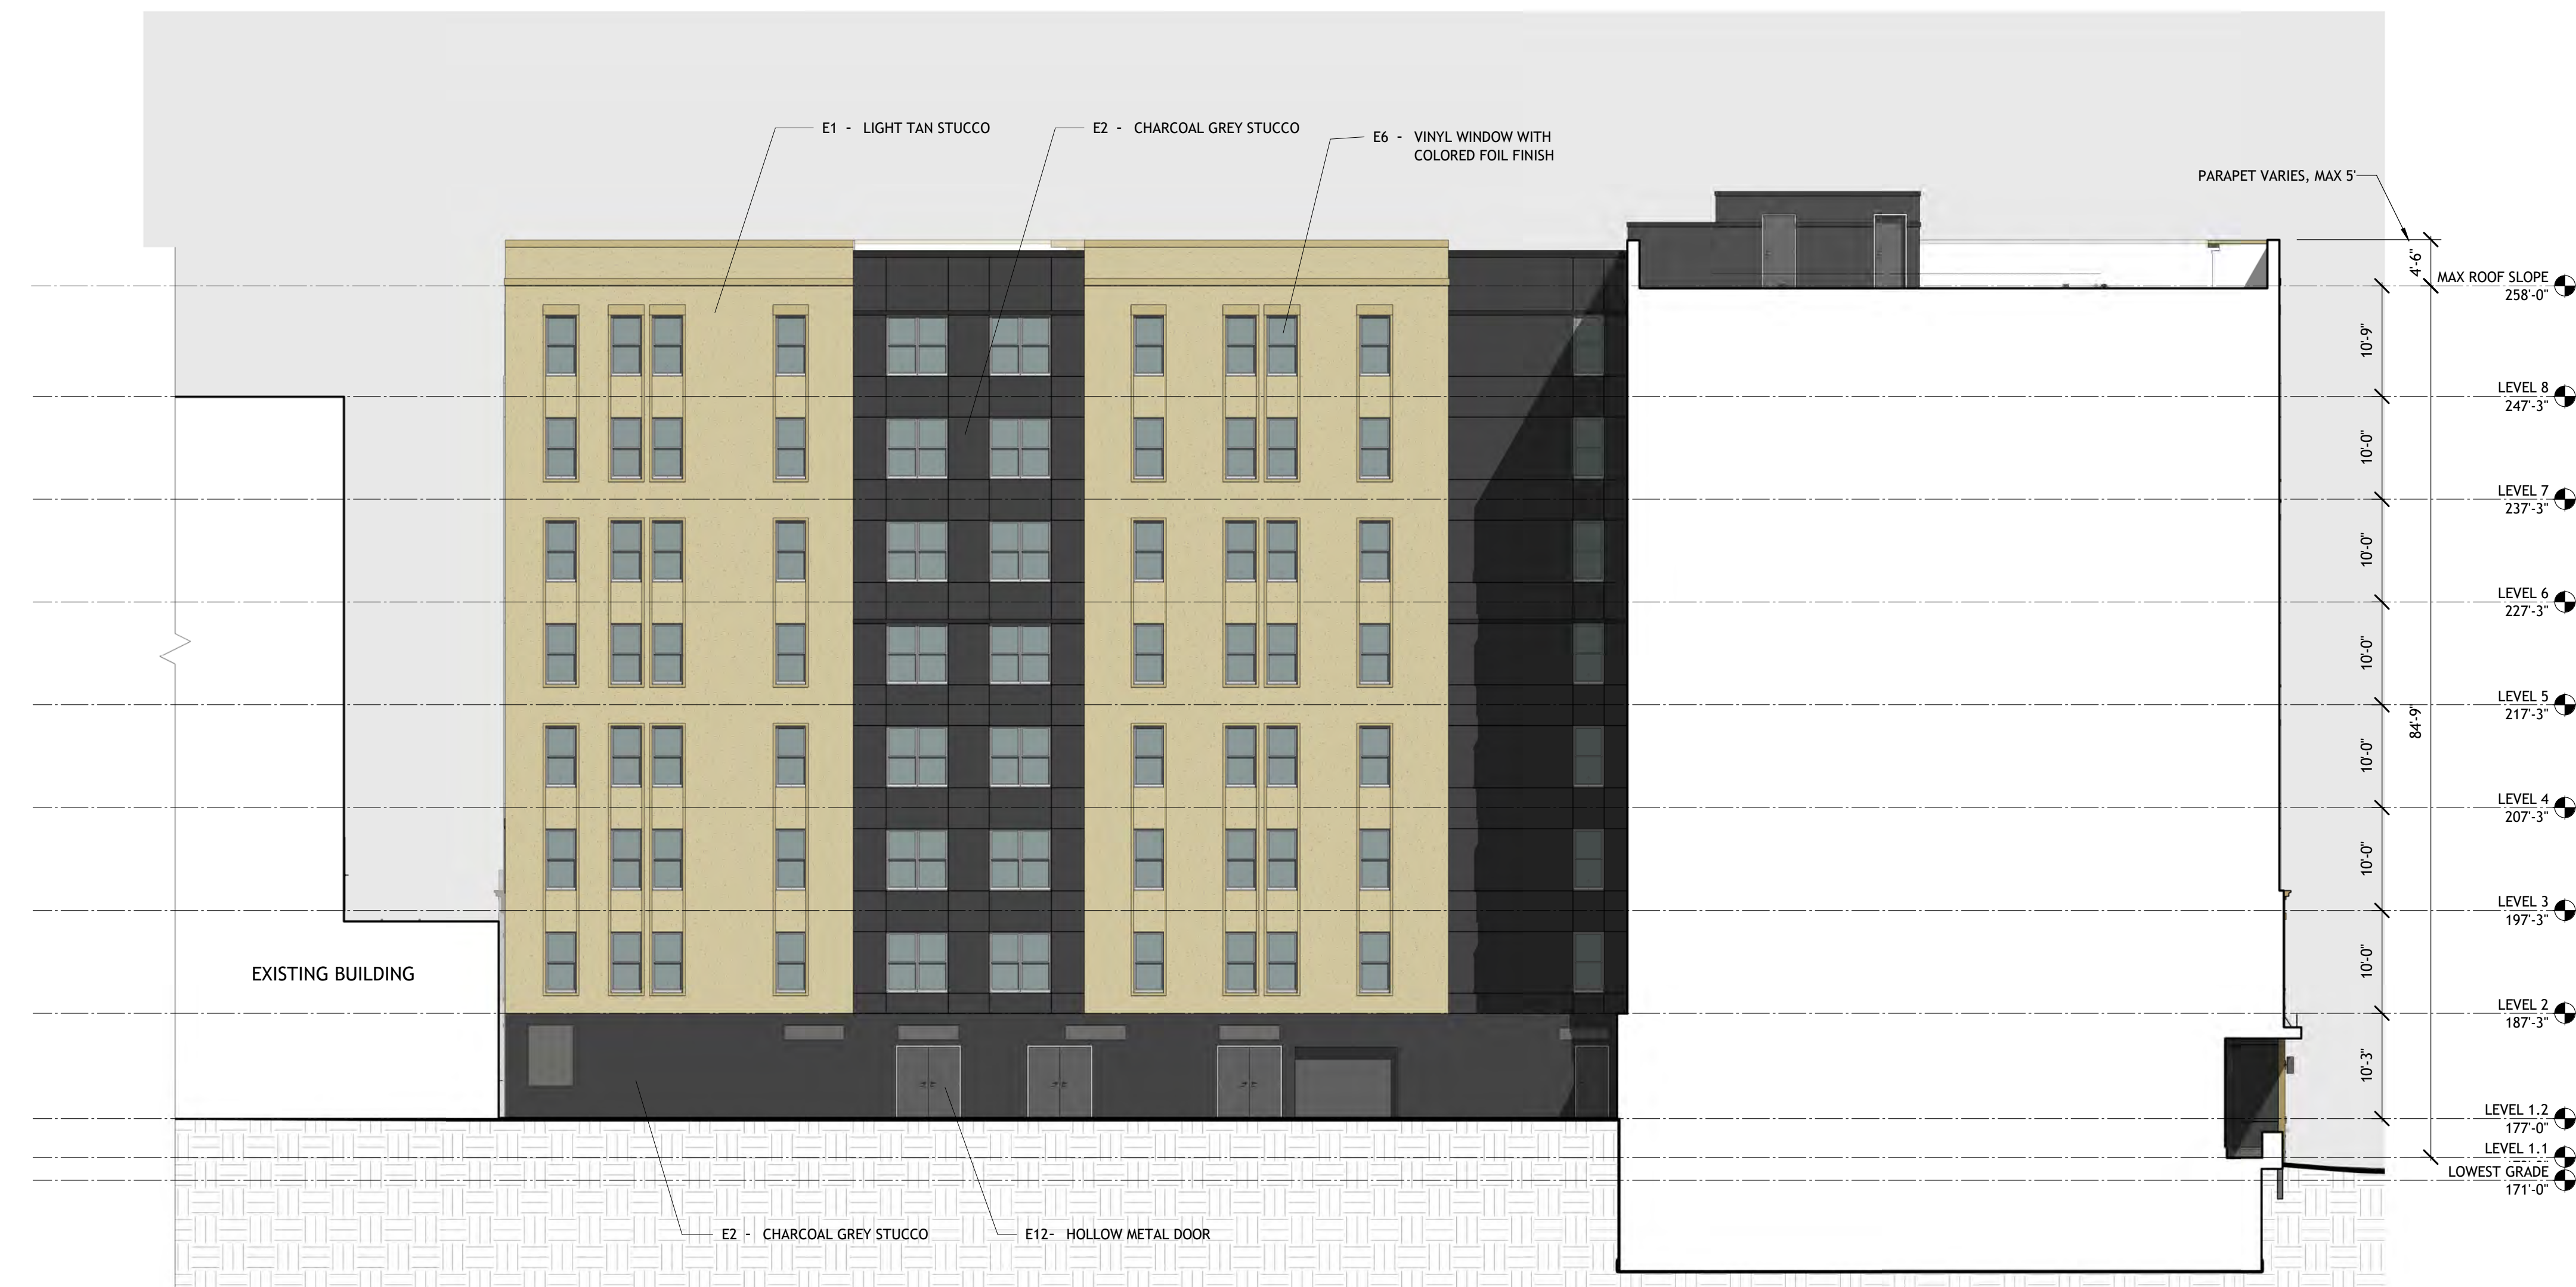 E1 - LIGHT TAN STUCCO
E2 - CHARCOAL GREY STUCCO
E6 - VINYL WINDOW WITH
COLORED FOIL FINISH
PARAPET VARIES, MAX 5'
4'-6"
MAX ROOF SLOPE
258'-0"
10'-9"
LEVEL 8
247'-3"
10'-0"
LEVEL 7
237'-3"
10'-0"
LEVEL 6
227'-3"
10'-0"
LEVEL 5
217'-3"
84'-9"
10'-0"
LEVEL 4
207'-3"
10'-0"
LEVEL 3
197'-3"
EXISTING BUILDING
10'-0"
LEVEL 2
187'-3"
10'-3"
LEVEL 1.2
177'-0"
LEVEL 1.1
LOWEST GRADE
171'-0"
E2 - CHARCOAL GREY STUCCO
E12- HOLLOW METAL DOOR